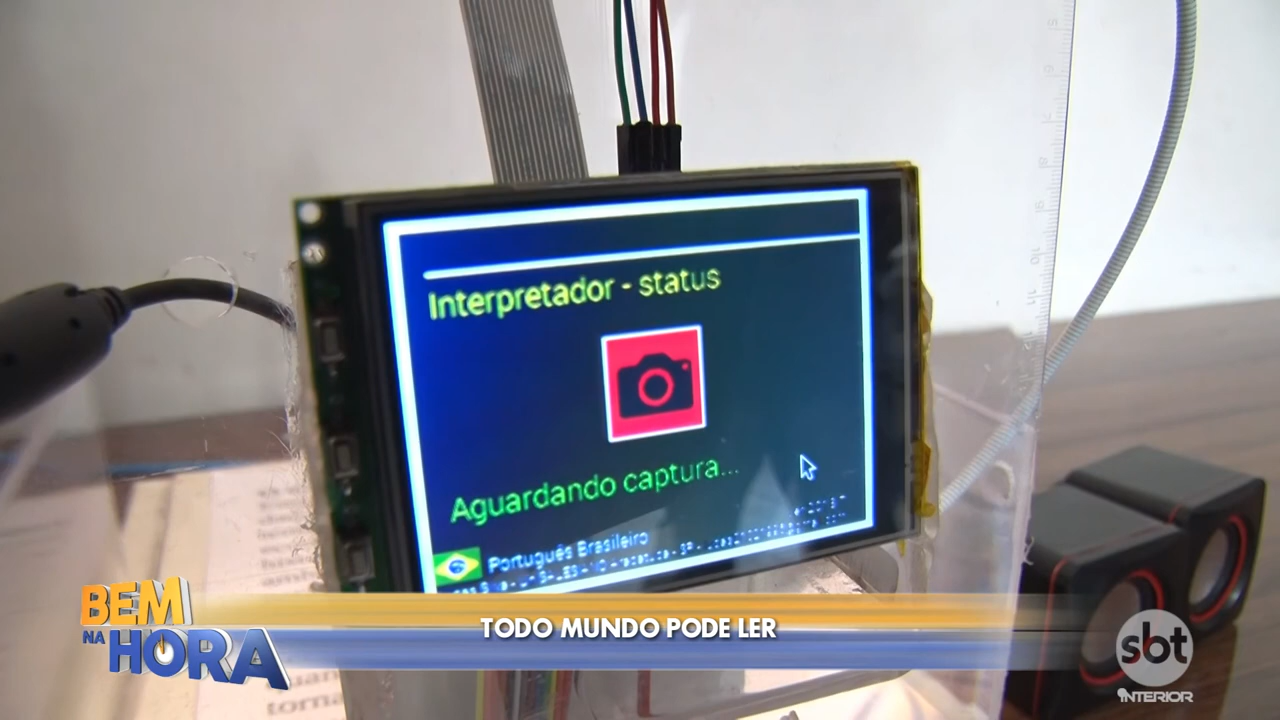 Interpretador - status
Aguardando captura...
Português Brasileiro
BEM
NA
HORA
TODO MUNDO PODE LER
sbt
INTERIOR